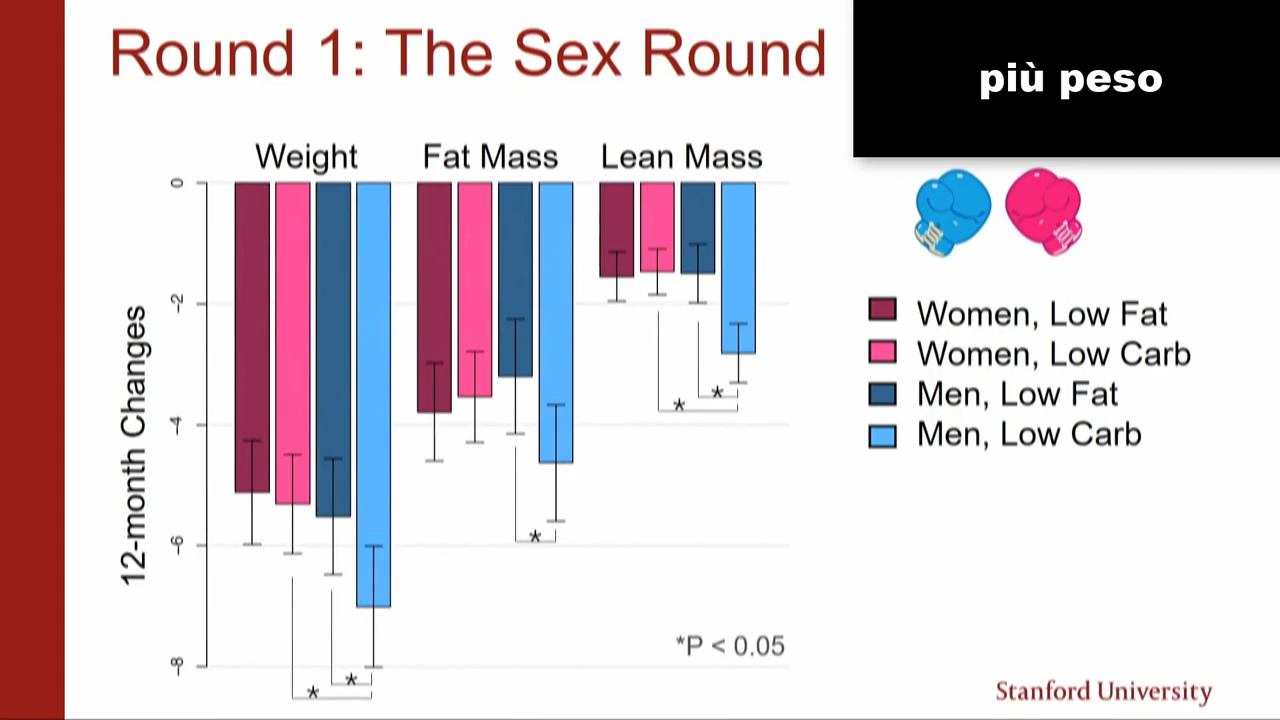 Round 1: The Sex Round
più peso
Weight
Fat Mass
Lean Mass
0
-2
-4
-6
-8
12-month Changes
*
*
*
*
*
*P < 0.05
Women, Low Fat
Women, Low Carb
Men, Low Fat
Men, Low Carb
Stanford University